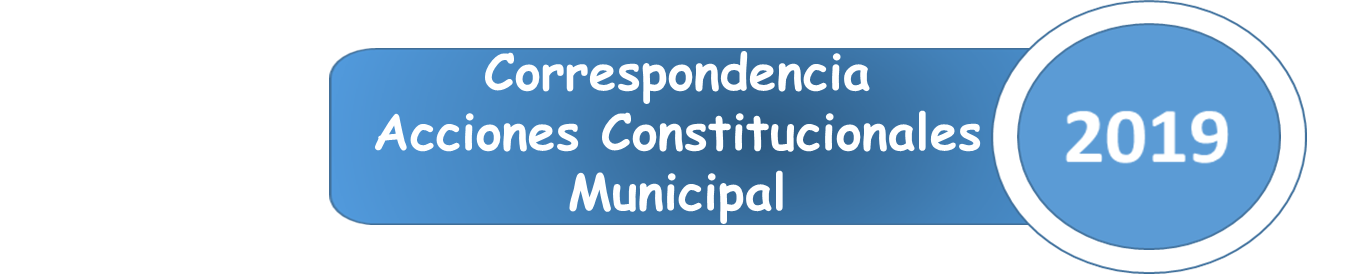 Correspondencia
Acciones Constitucionales
Municipal
2019